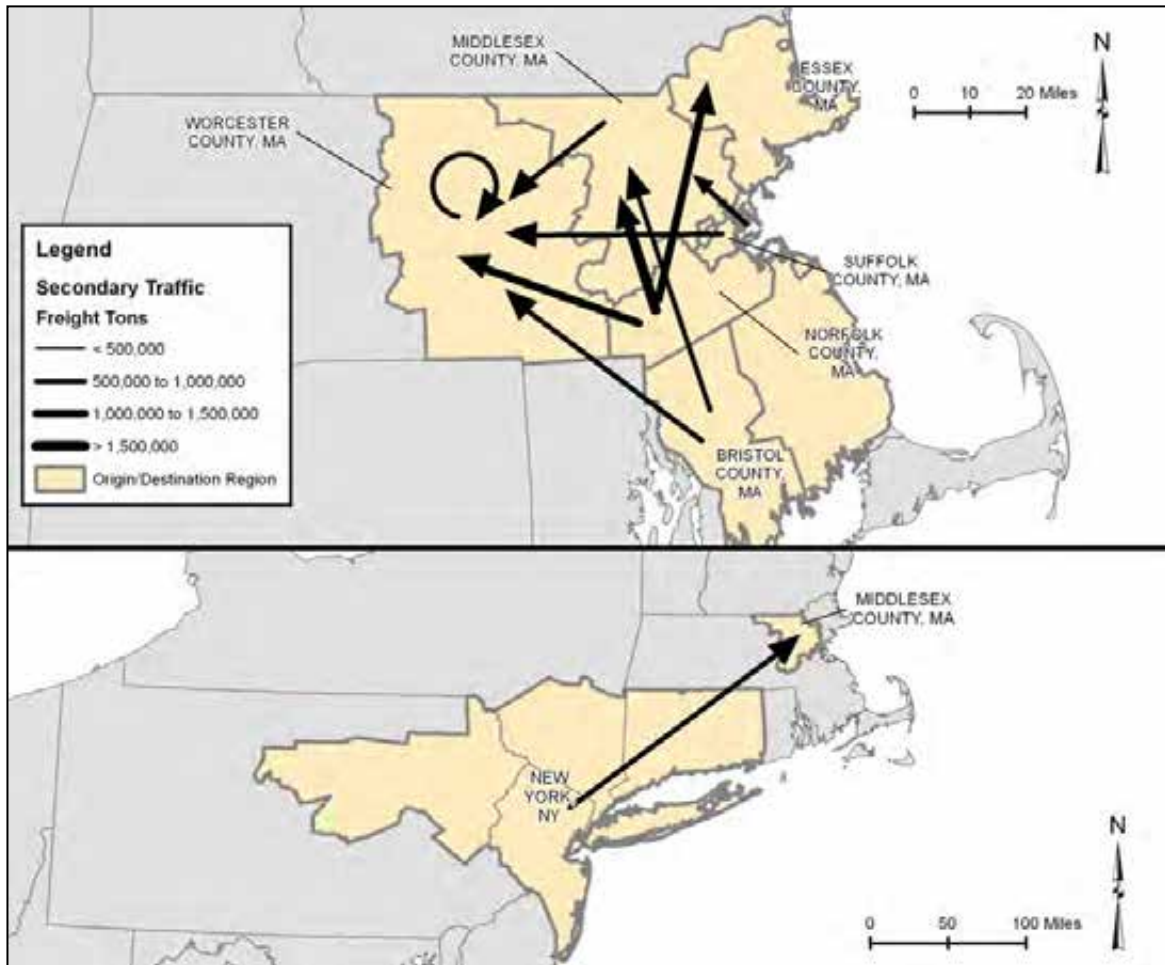 MIDDLESEX
COUNTY, MA
ESSEX
COUNTY,
MA
N
0 10 20 Miles
WORCESTER
COUNTY, MA
Legend
Secondary Traffic
Freight Tons
< 500,000
500,000 to 1,000,000
1,000,000 to 1,500,000
> 1,500,000
Origin/Destination Region
SUFFOLK
COUNTY, MA
NORFOLK
COUNTY,
MA
BRISTOL
COUNTY,
MA
MIDDLESEX
COUNTY, MA
NEW
YORK,
NY
N
0 50 100 Miles